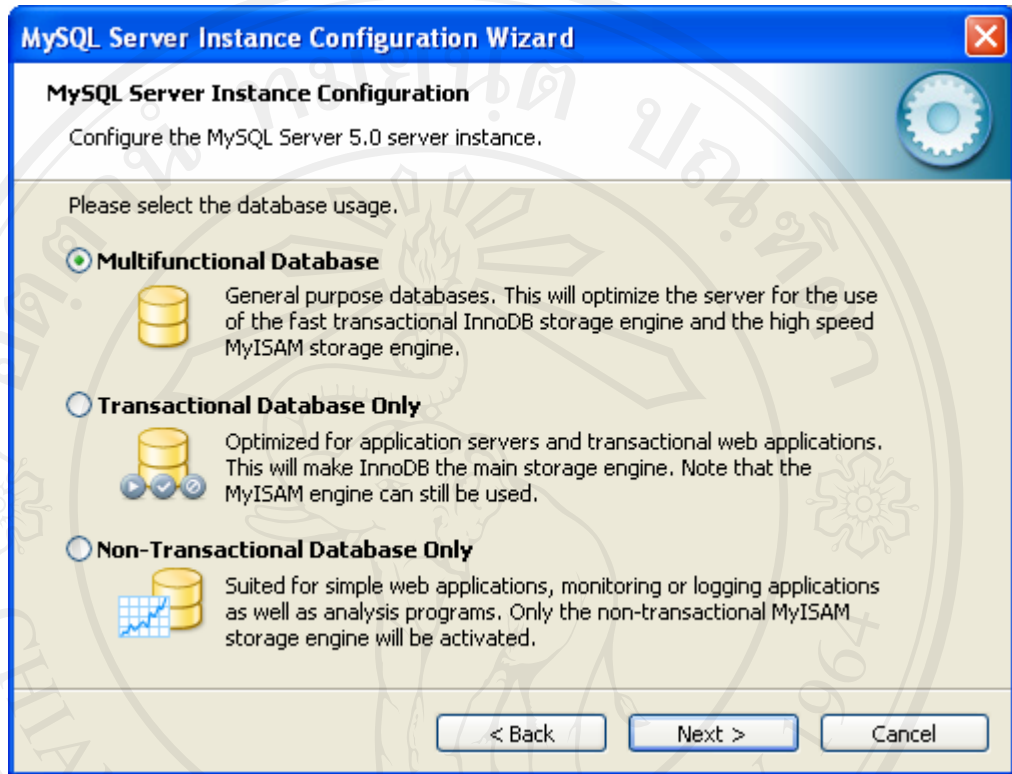 MySQL Server Instance Configuration Wizard
MySQL Server Instance Configuration
Configure the MySQL Server 5.0 server instance.
Please select the database usage.
Multifunctional Database
General purpose databases. This will optimize the server for the use
of the fast transactional InnoDB storage engine and the high speed
MyISAM storage engine.
Transactional Database Only
Optimized for application servers and transactional web applications.
This will make InnoDB the main storage engine. Note that the
MyISAM engine can still be used.
Non-Transactional Database Only
Suited for simple web applications, monitoring or logging applications
as well as analysis programs. Only the non-transactional MyISAM
storage engine will be activated.
< Back
Next >
Cancel
1964